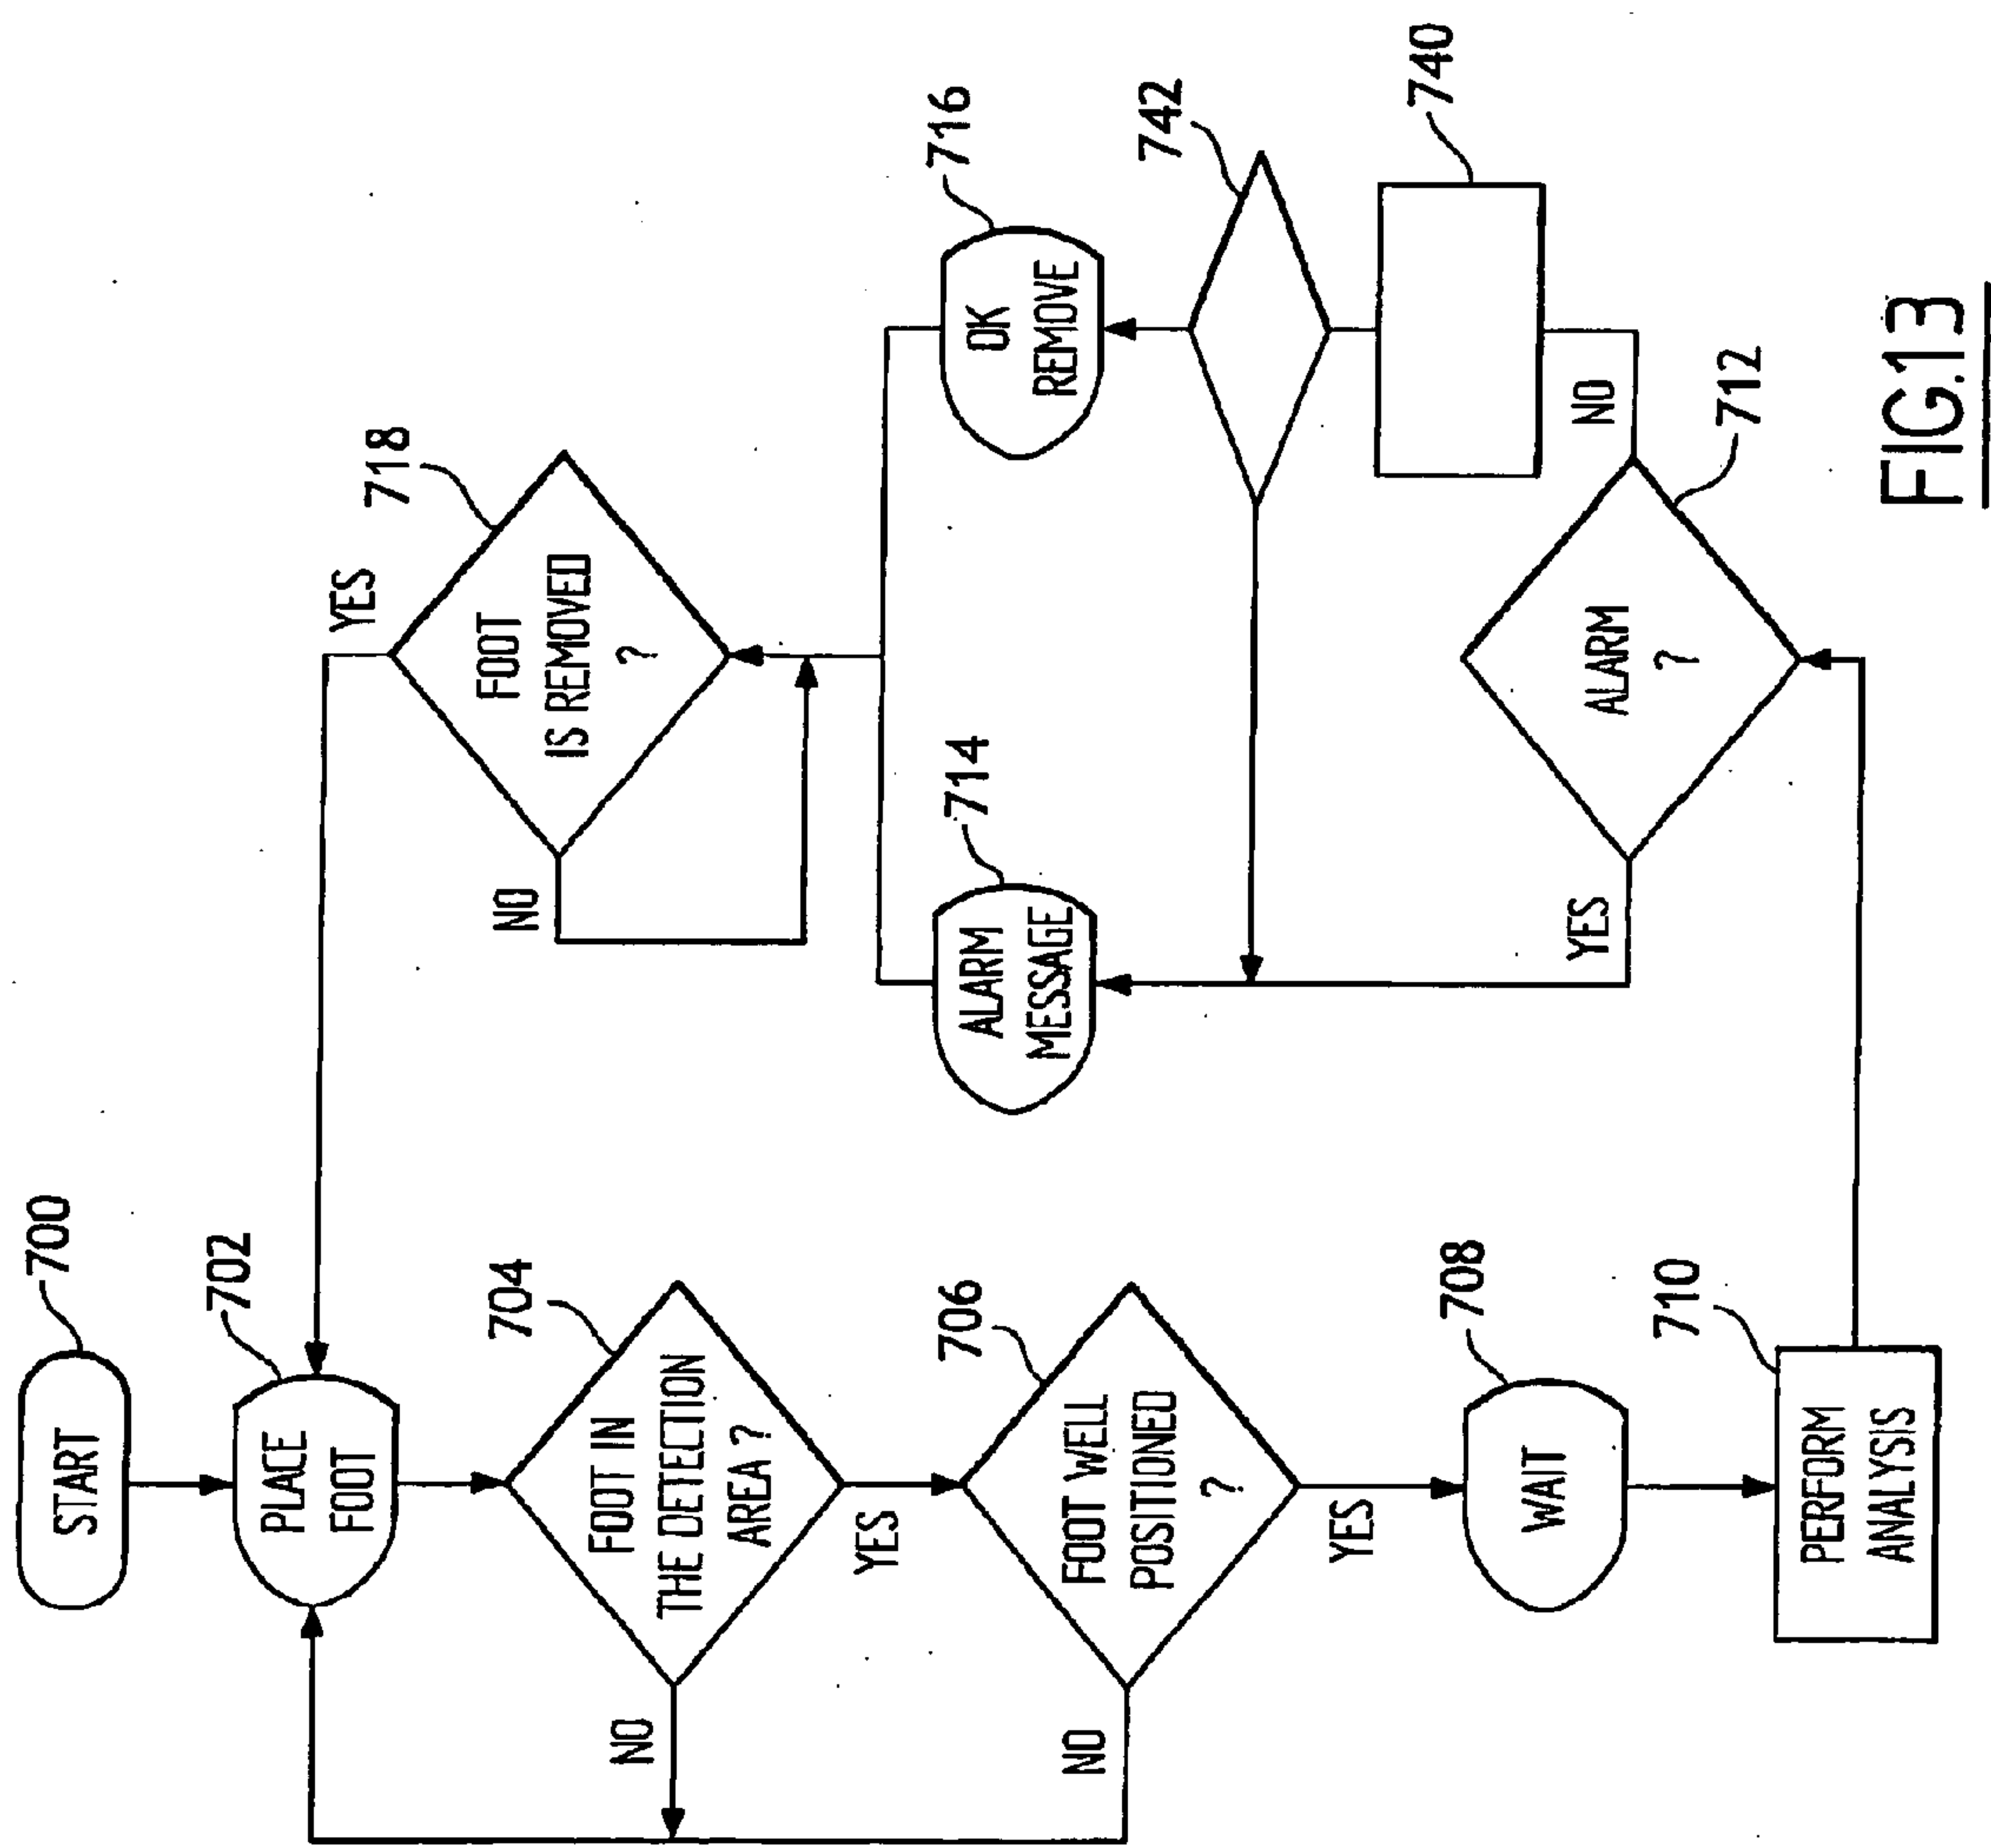 START
700
PLACE
FOOT
702
FOOT IN
THE DETECTION
AREA ?
704
NO
YES
FOOT WELL
POSITIONED
?
706
NO
YES
WAIT
708
PERFORM
ANALYSIS
710
ALARM
?
712
YES
NO
740
742
ALARM
MESSAGE
714
OK
REMOVE
716
FOOT
IS REMOVED
?
718
NO
YES
FIG.13